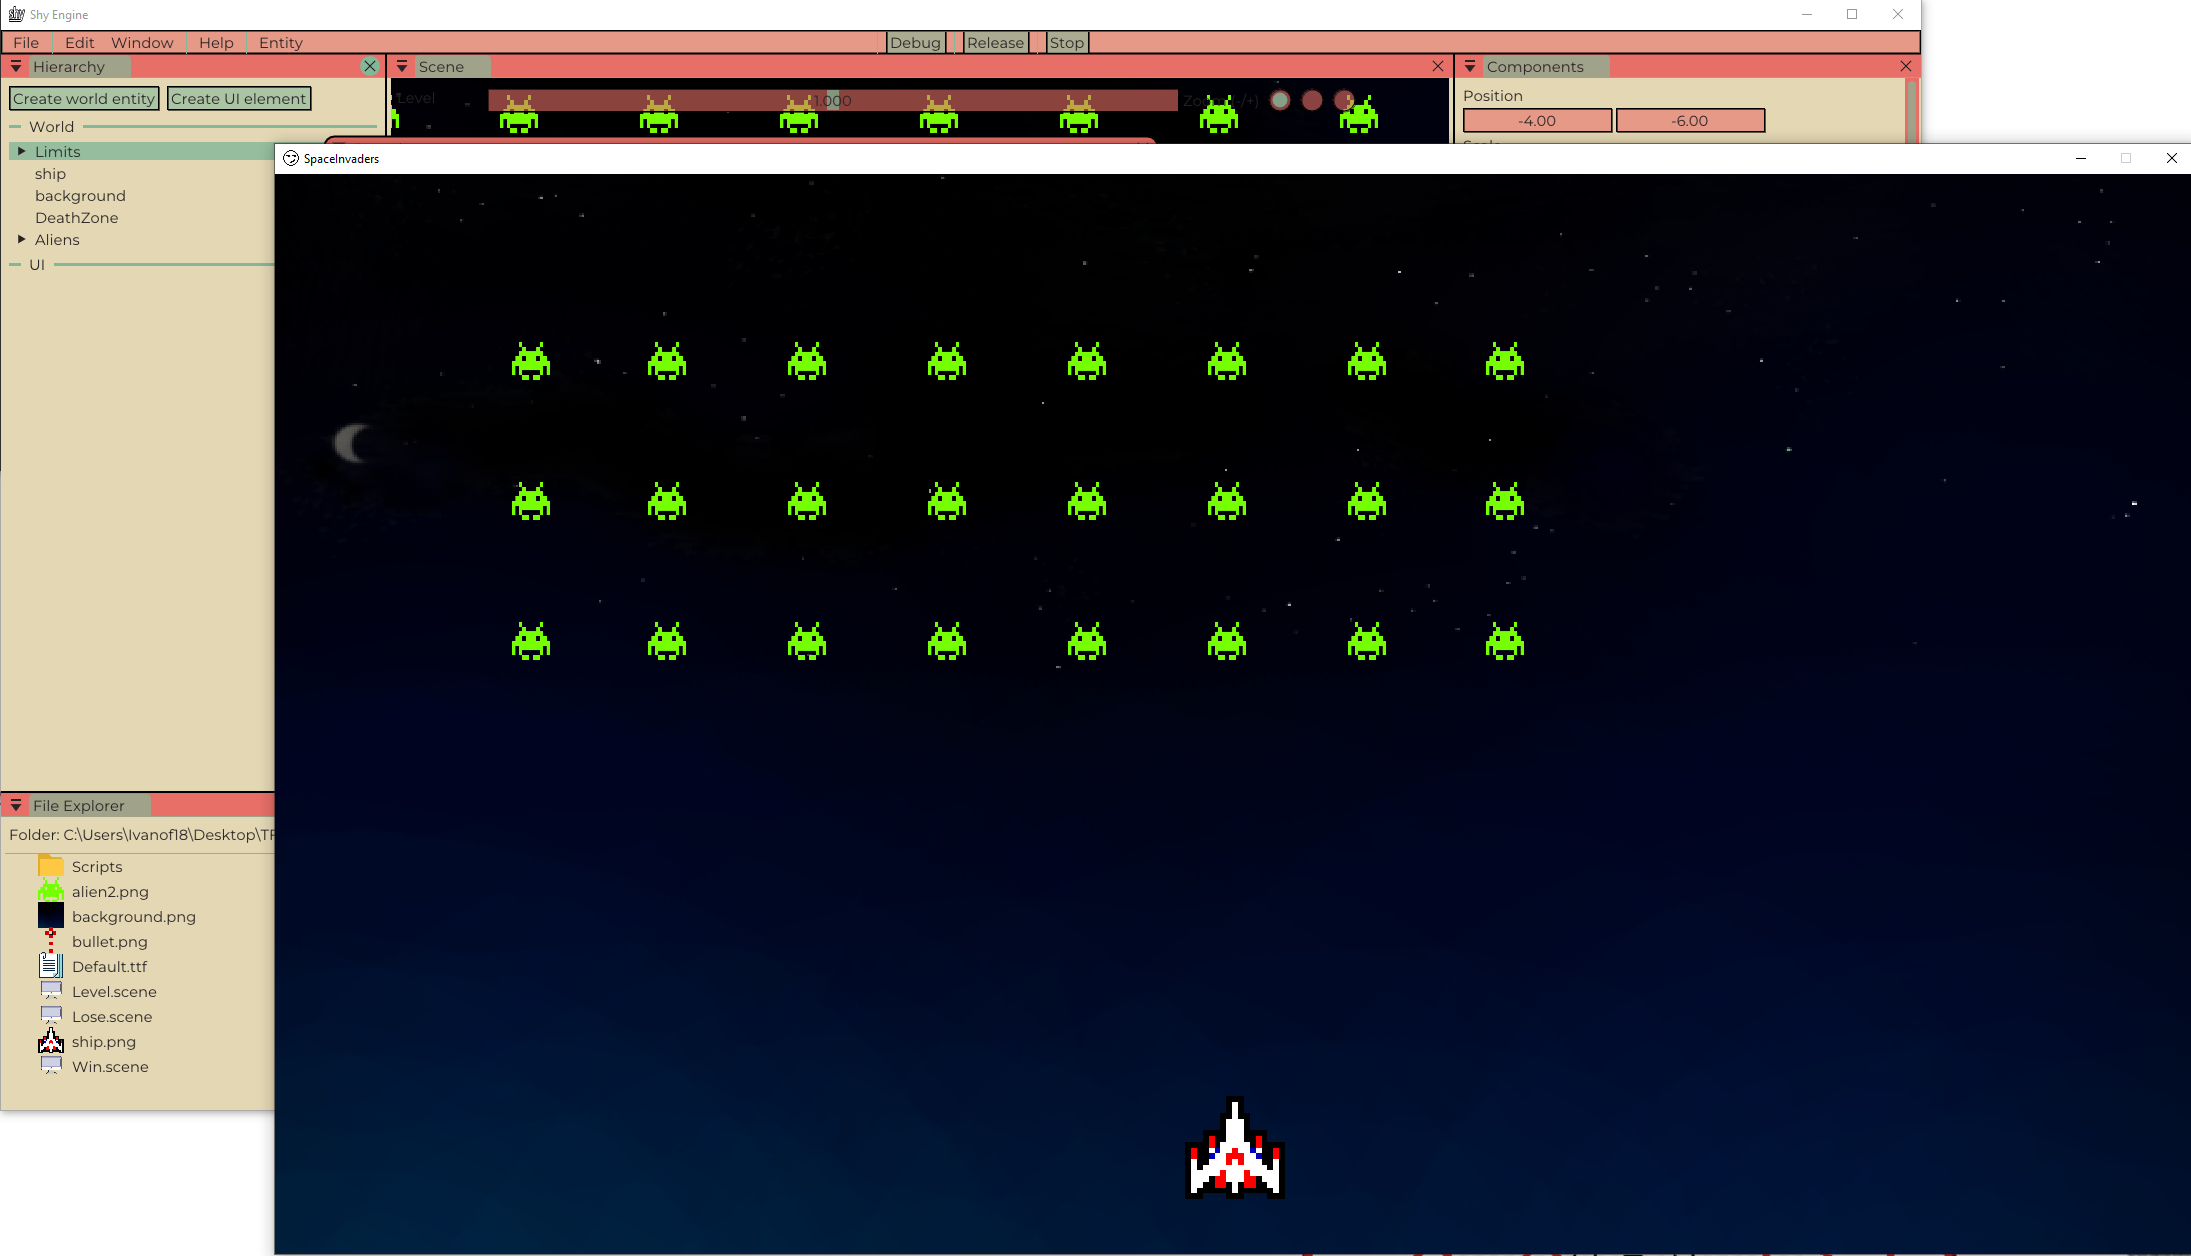 Shy Engine
File Edit Window Help Entity Debug Release Stop
Hierarchy
Scene
Components
Create world entity Create UI element
Level 1.000
Position
-4.00 -6.00
World
Limits
ship
background
DeathZone
Aliens
UI
SpaceInvaders
File Explorer
Folder: C:\Users\Ivanof18\Desktop\TF
Scripts
alien2.png
background.png
bullet.png
Default.ttf
Level.scene
Lose.scene
ship.png
Win.scene